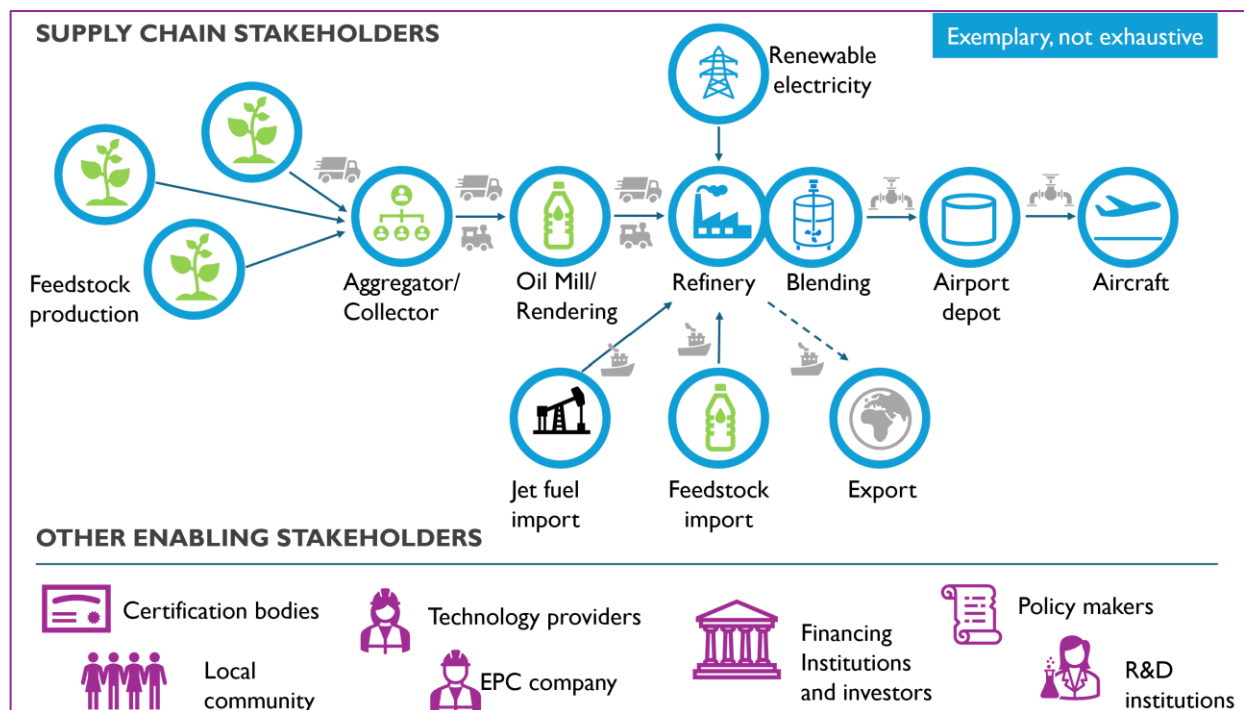 SUPPLY CHAIN STAKEHOLDERS
Exemplary, not exhaustive
Renewable
electricity
Feedstock
production
Aggregator/
Collector
Oil Mill/
Rendering
Refinery
Blending
Airport
depot
Aircraft
Jet fuel
import
Feedstock
import
Export
OTHER ENABLING STAKEHOLDERS
Certification bodies
Technology providers
Financing
Institutions
and investors
Policy makers
Local
community
EPC company
R&D
institutions